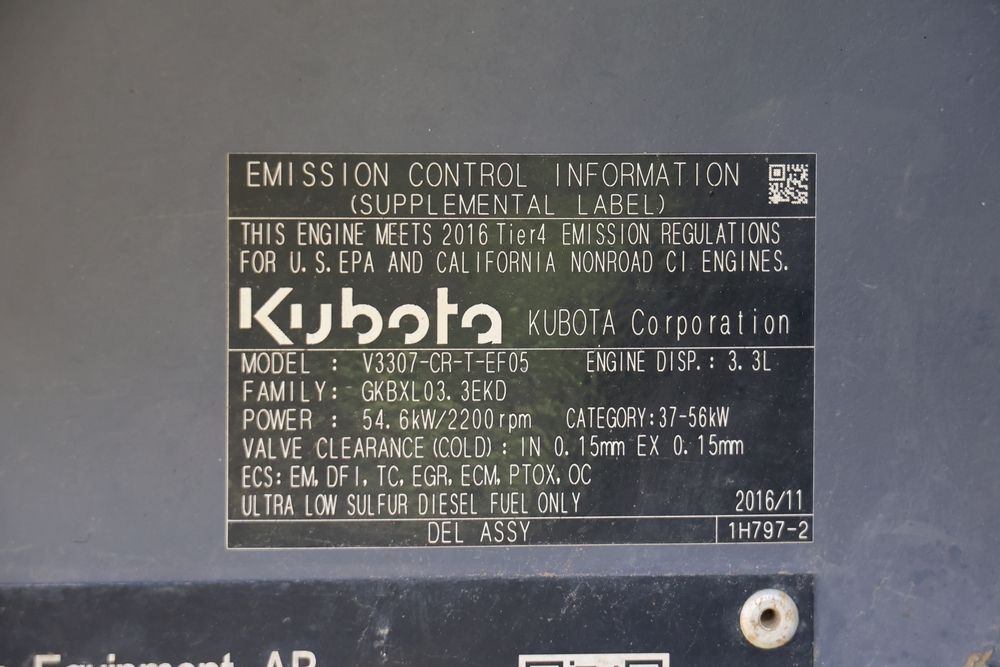 EMISSION CONTROL INFORMATION
(SUPPLEMENTAL LABEL)
THIS ENGINE MEETS 2016 Tier4 EMISSION REGULATIONS
FOR U.S.EPA AND CALIFORNIA NONROAD CI ENGINES.
Kubota KUBOTA Corporation
MODEL : V3307-CR-T-EF05 ENGINE DISP.: 3.3L
FAMILY: GKBXL03.3EKD
POWER : 54.6kW/2200rpm CATEGORY:37-56kW
VALVE CLEARANCE(COLD): IN 0.15mm EX 0.15mm
ECS:EM,DFI,TC,EGR,ECM,PTOX,OC
ULTRA LOW SULFUR DIESEL FUEL ONLY 2016/11
DEL ASSY 1H797-2
Equipment AB